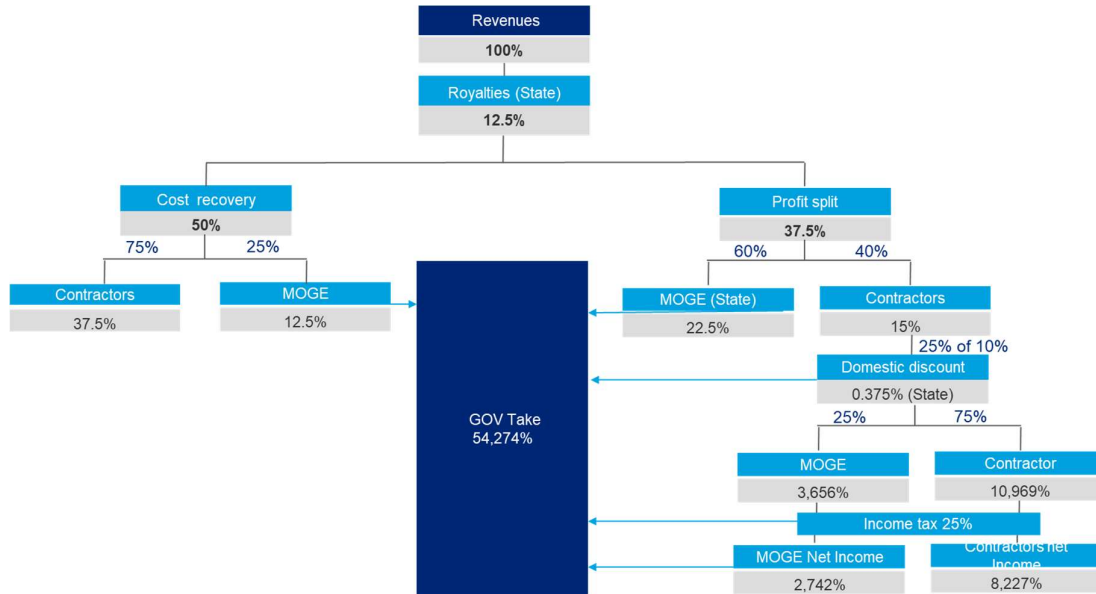 Revenues
100%
Royalties (State)
12.5%
Cost recovery
50%
75%
25%
Contractors
37.5%
MOGE
12.5%
Profit split
37.5%
60%
40%
MOGE (State)
22.5%
Contractors
15%
25% of 10%
Domestic discount
0.375% (State)
25%
75%
MOGE
3,656%
Contractor
10,969%
Income tax 25%
MOGE Net Income
2,742%
Contractors net
Income
8,227%
GOV Take
54,274%